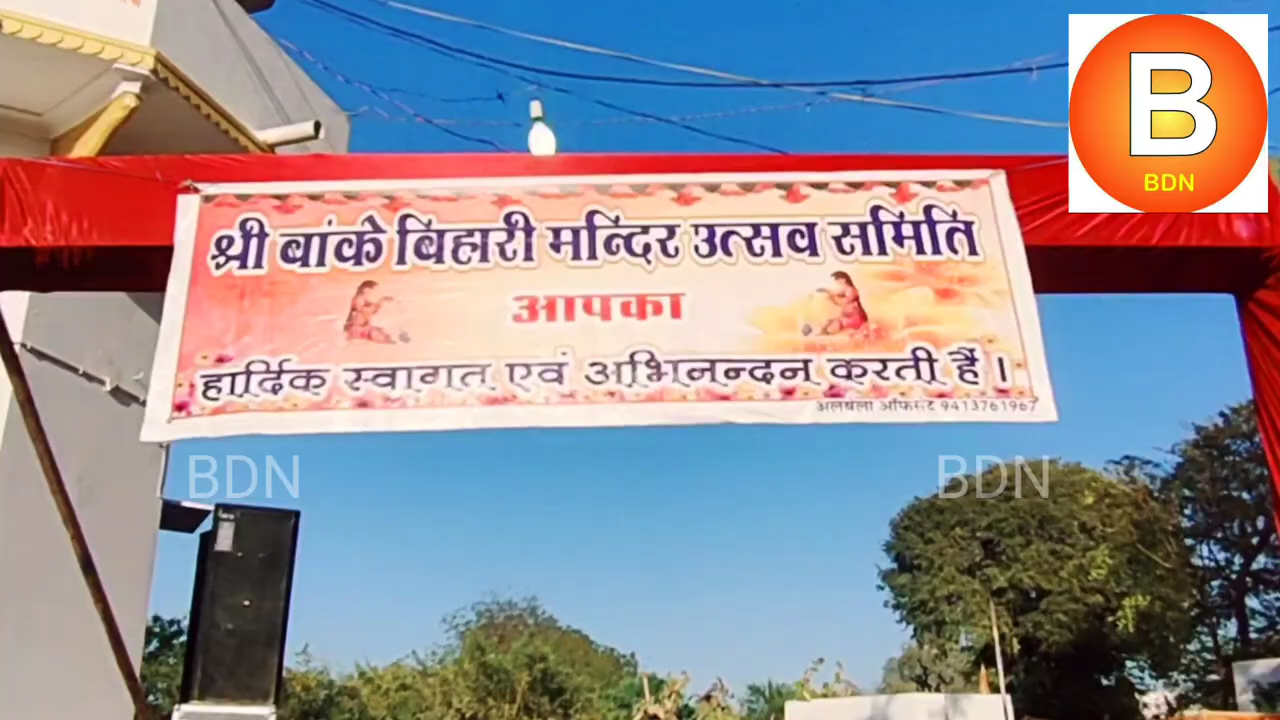 B
BDN
श्री बांके बिहारी मन्दिर उत्सव समिति
आपका
हार्दिक स्वागत एवं अभिनन्दन करती हैं ।
अलबेला ऑफसेट 9413761967
BDN
BDN